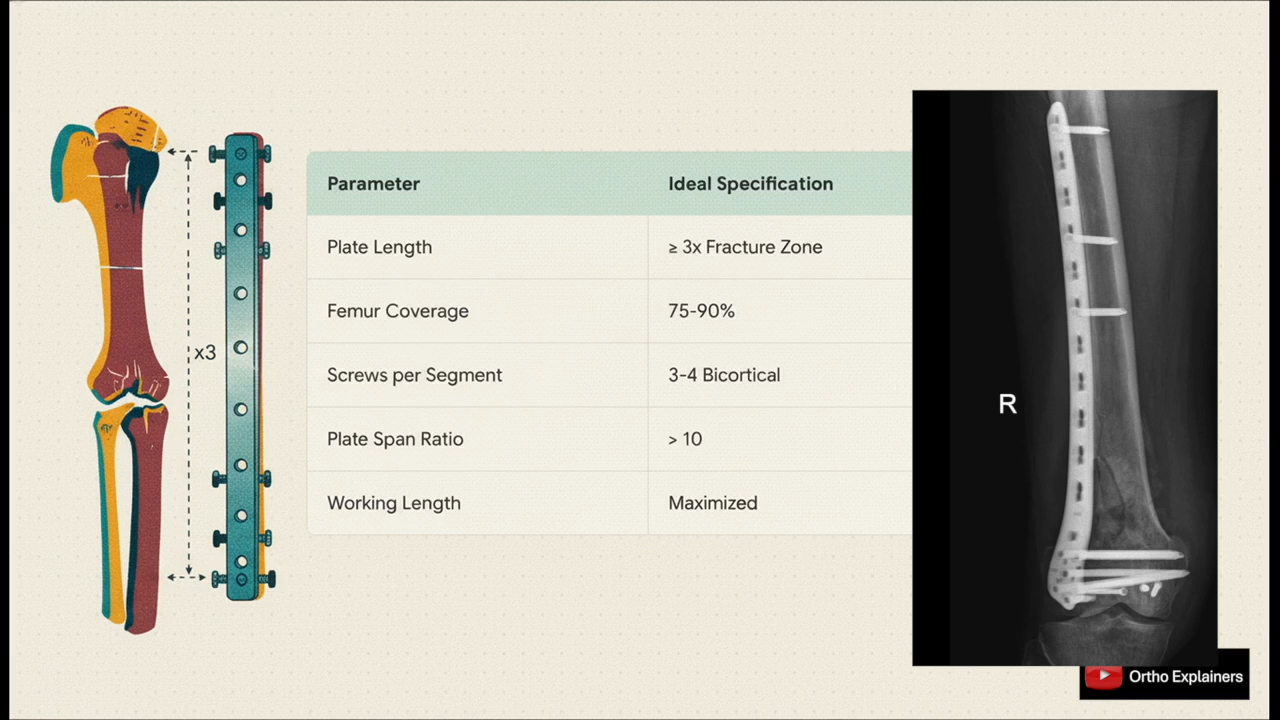 Parameter Ideal Specification
Plate Length ≥ 3x Fracture Zone
Femur Coverage 75-90%
x3
Screws per Segment 3-4 Bicortical
R
Plate Span Ratio > 10
Working Length Maximized
Ortho Explainers